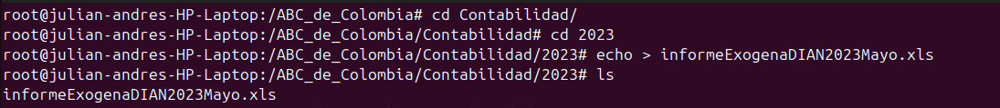 root@julian-andres-HP-Laptop:/ABC_de_Colombia# cd Contabilidad/
root@julian-andres-HP-Laptop:/ABC_de_Colombia/Contabilidad# cd 2023
root@julian-andres-HP-Laptop:/ABC_de_Colombia/Contabilidad/2023# echo > informeExogenaDIAN2023Mayo.xls
root@julian-andres-HP-Laptop:/ABC_de_Colombia/Contabilidad/2023# ls
informeExogenaDIAN2023Mayo.xls